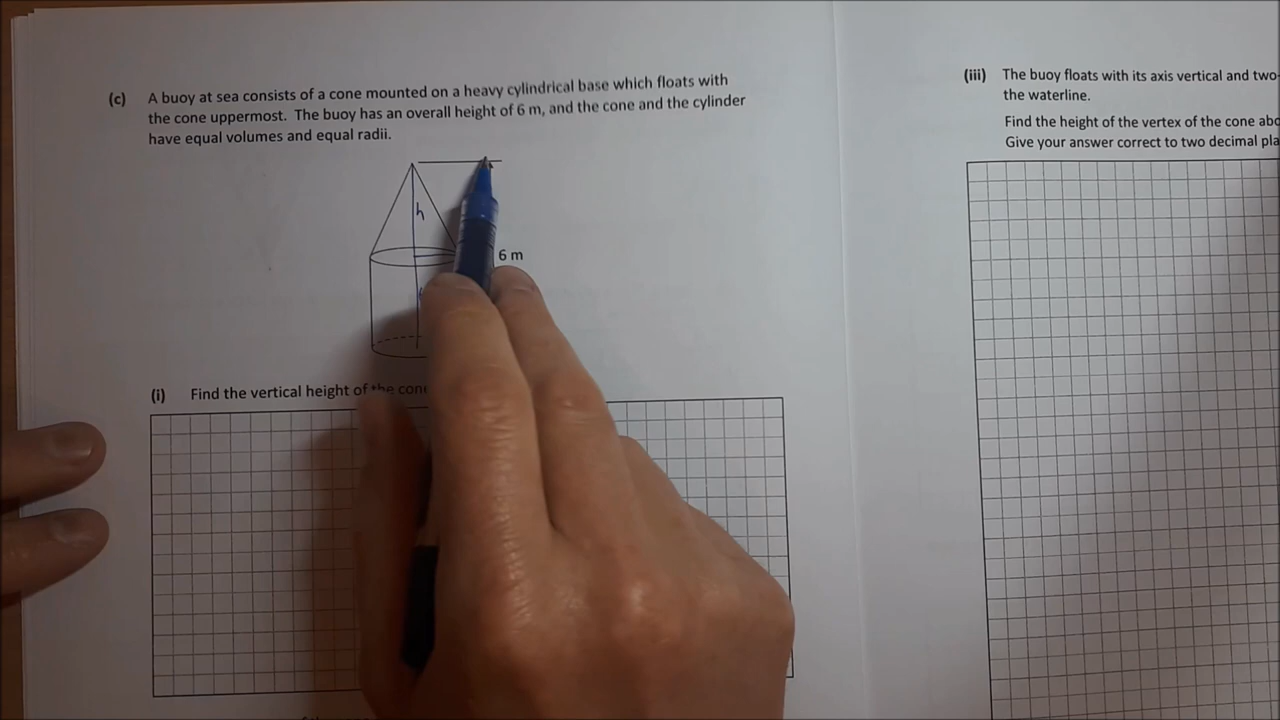 (c) A buoy at sea consists of a cone mounted on a heavy cylindrical base which floats with
the cone uppermost. The buoy has an overall height of 6 m, and the cone and the cylinder
have equal volumes and equal radii.
h
6 m
(i) Find the vertical height of the cone
(iii) The buoy floats with its axis vertical and two-
the waterline.
Find the height of the vertex of the cone
Give your answer correct to two decimal